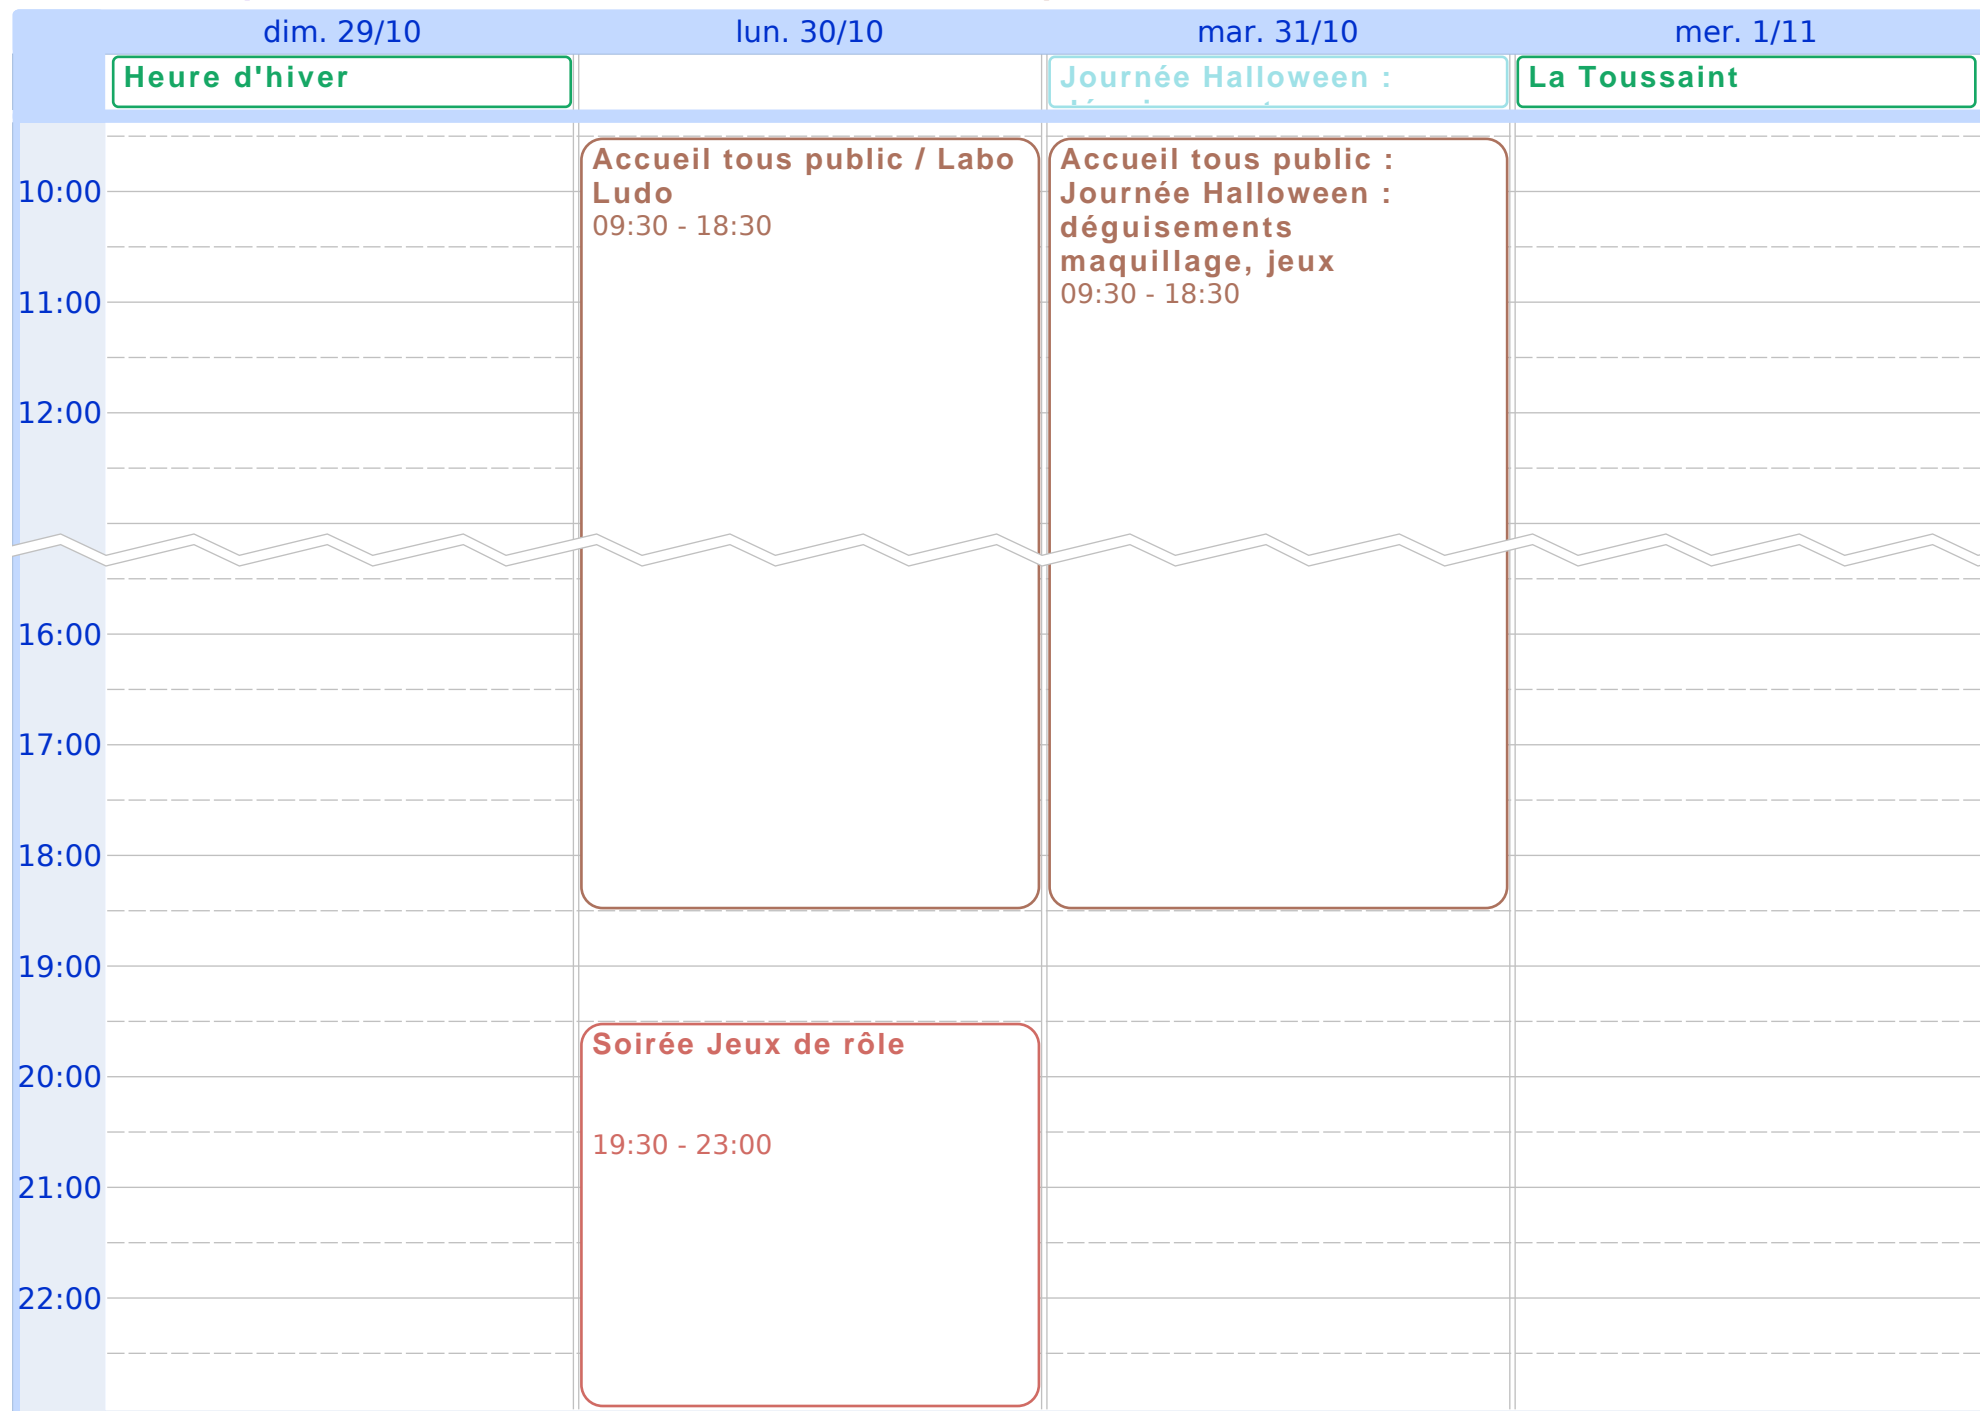 dim. 29/10
lun. 30/10
mar. 31/10
mer. 1/11
Heure d'hiver
Journée Halloween :
La Toussaint
Accueil tous public / Labo
Ludo
09:30 - 18:30
Accueil tous public :
Journée Halloween :
déguisements
maquillage, jeux
09:30 - 18:30
10:00
11:00
12:00
16:00
17:00
18:00
19:00
Soirée Jeux de rôle
19:30 - 23:00
20:00
21:00
22:00